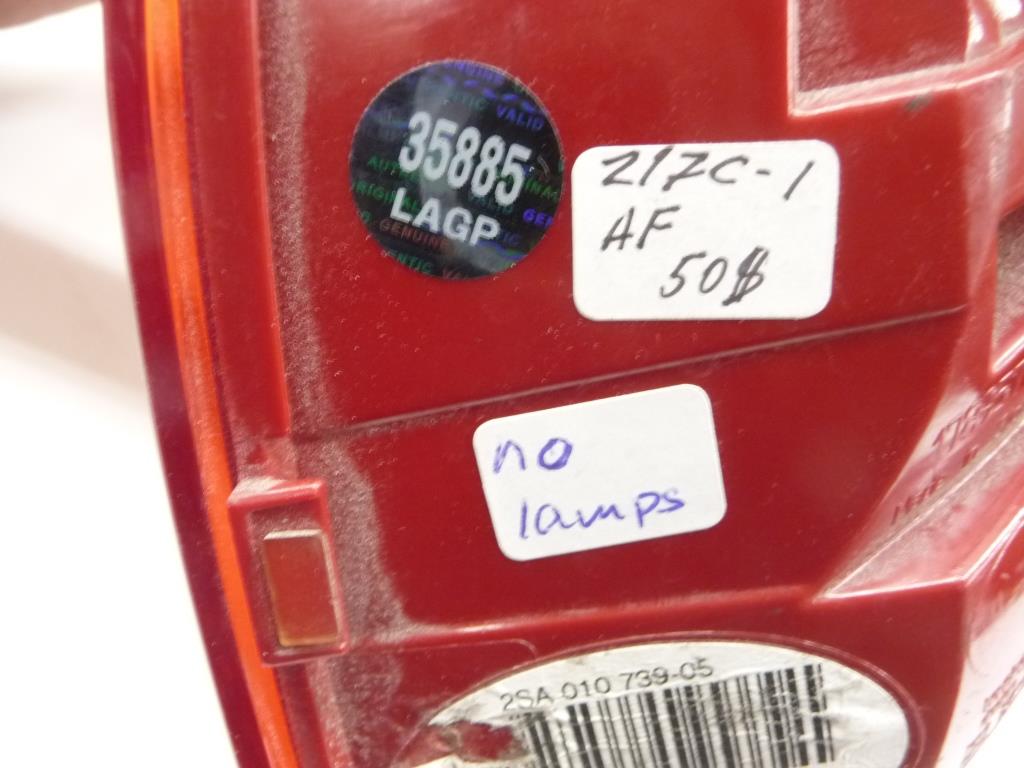 35885
LAGP
217C-1
AF
50$
no
lamps
2SA 010 739-05